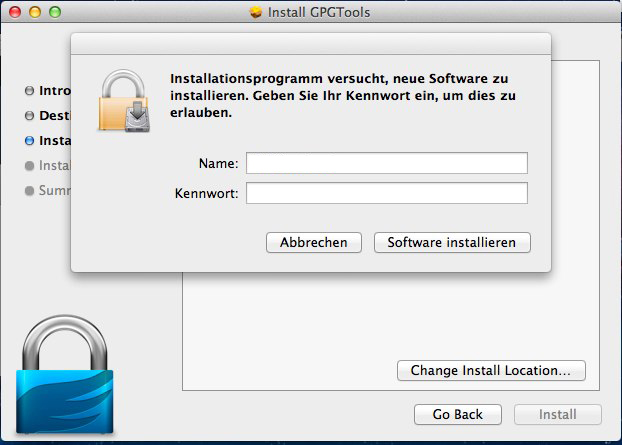 Install GPGTools
Installationsprogramm versucht, neue Software zu
installieren. Geben Sie Ihr Kennwort ein, um dies zu
erlauben.
Name:
Kennwort:
Abbrechen
Software installieren
Intro
Desti
Insta
Instal
Summ
Change Install Location...
Go Back
Install